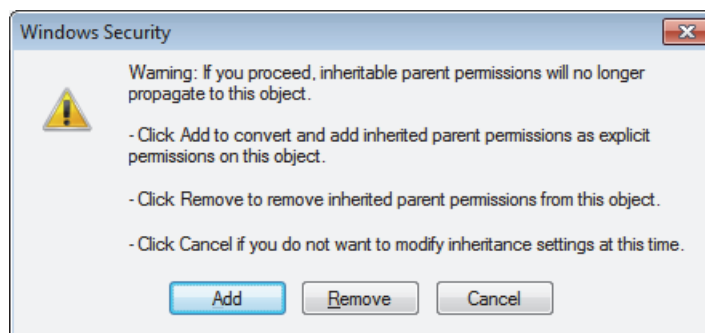 Windows Security
Warning: If you proceed, inheritable parent permissions will no longer
propagate to this object.
- Click Add to convert and add inherited parent permissions as explicit
permissions on this object.
- Click Remove to remove inherited parent permissions from this object.
- Click Cancel if you do not want to modify inheritance settings at this time.
Add Remove Cancel